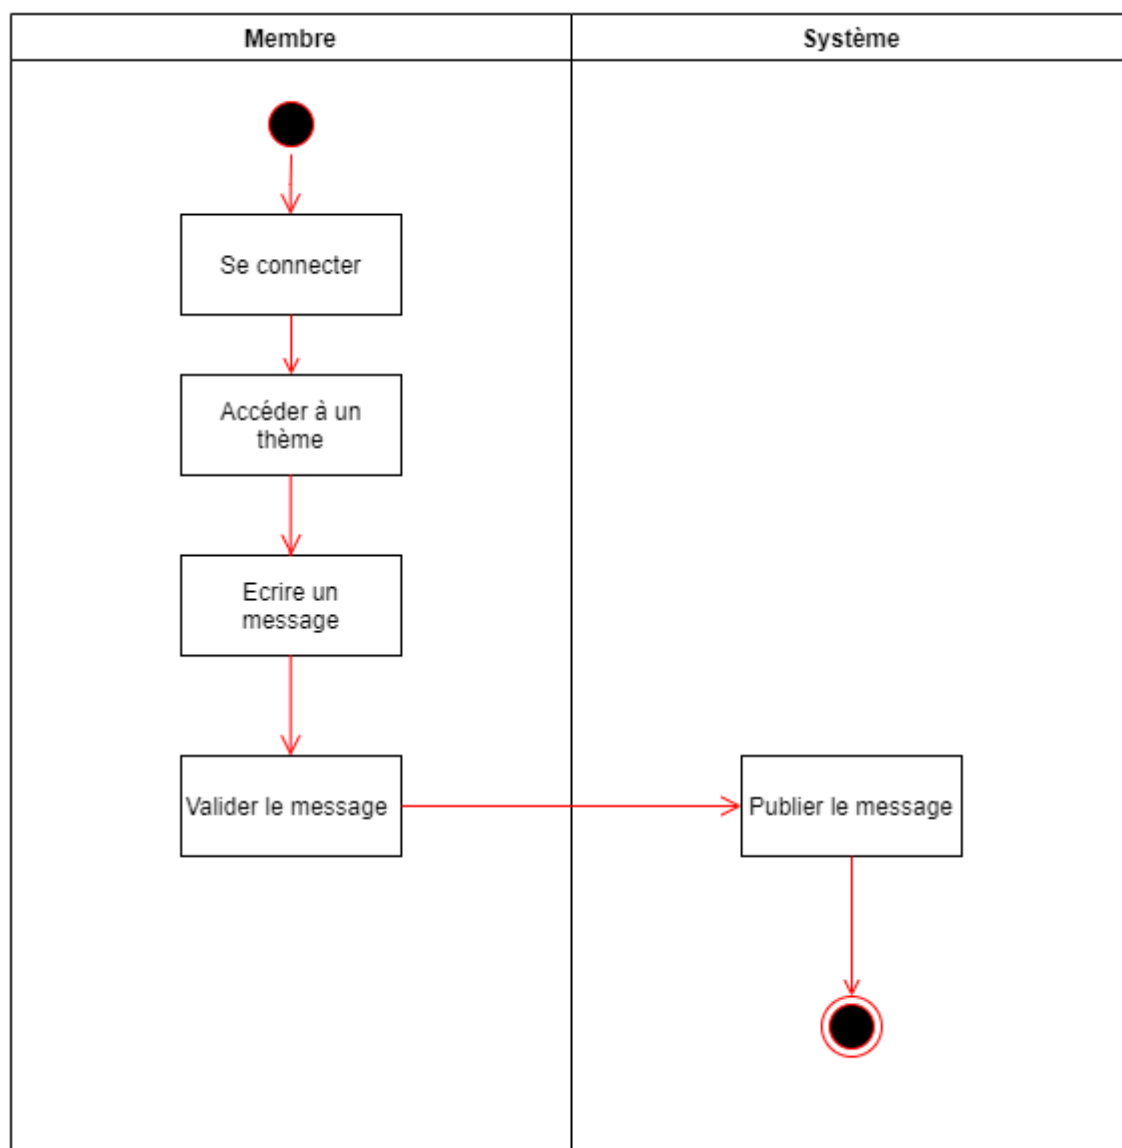 Membre
Système
Se connecter
Accéder à un
thème
Ecrire un
message
Valider le message
Publier le message